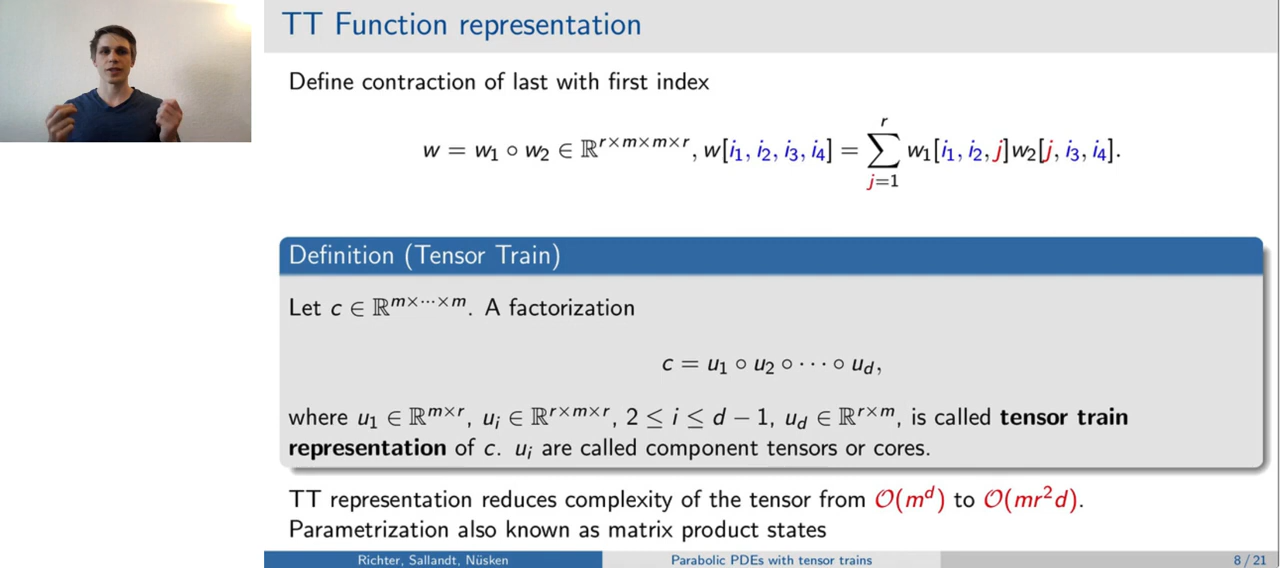 TT Function representation
Define contraction of last with first index
w = w₁ ∘ w₂ ∈ ℝ^{r×m×m×r}, w[i₁, i₂, i₃, i₄] = ∑_{j=1}^{r} w₁[i₁, i₂, j]w₂[j, i₃, i₄].
Definition (Tensor Train)
Let c ∈ ℝ^{m×⋯×m}. A factorization
c = u₁ ∘ u₂ ∘ ⋯ ∘ u_d,
where u₁ ∈ ℝ^{m×r}, u_i ∈ ℝ^{r×m×r}, 2 ≤ i ≤ d − 1, u_d ∈ ℝ^{r×m}, is called tensor train
representation of c. u_i are called component tensors or cores.
TT representation reduces complexity of the tensor from 𝒪(m^d) to 𝒪(mr²d).
Parametrization also known as matrix product states
Richter, Sallandt, Nüsken
Parabolic PDEs with tensor trains
8 / 21